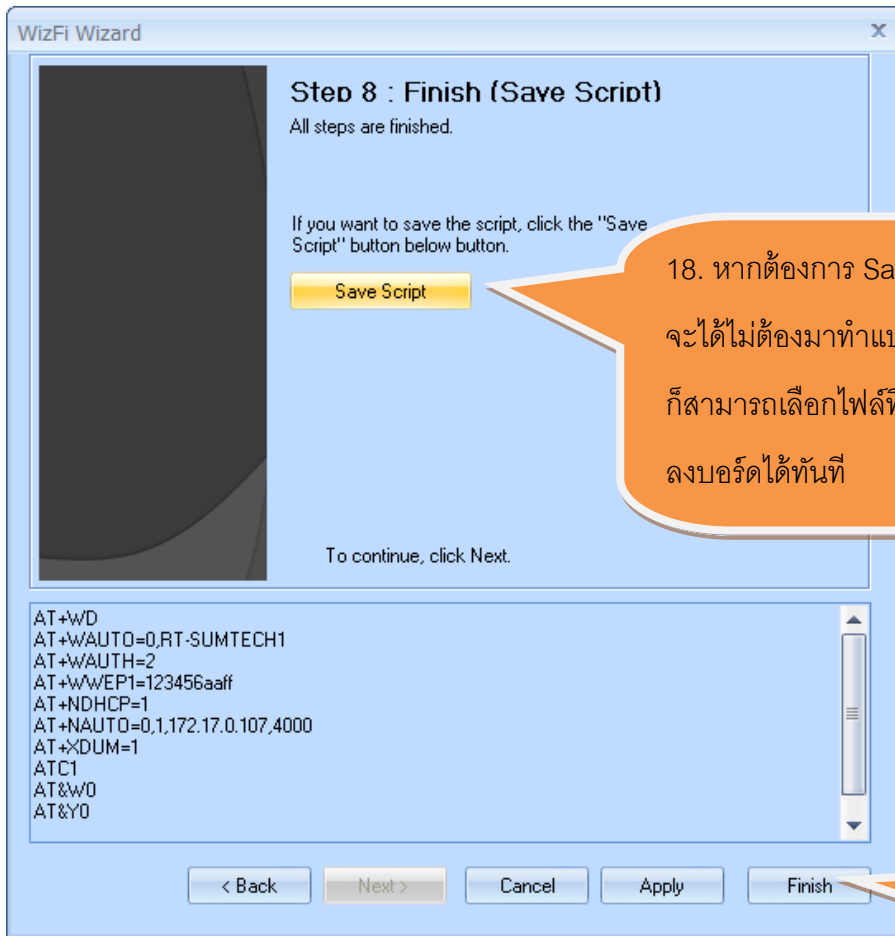 WizFi Wizard
x
Step 8 : Finish (Save Script)
All steps are finished.
If you want to save the script, click the "Save
Script" button below button.
Save Script
18. หากต้องการ
จะได้ไม่ต้องมาทำ
ก็สามารถเลือกไฟล์
ลงบอร์ดได้ทันที
To continue, click Next.
AT+WD
AT+WAUTO=0,RT-SUMTECH1
AT+WAUTH=2
AT+WWEP1=123456aaff
AT+NDHCP=1
AT+NAUTO=0,1,172.17.0.107,4000
AT+XDUM=1
ATC1
AT&W0
AT&Y0
< Back
Next >
Cancel
Apply
Finish